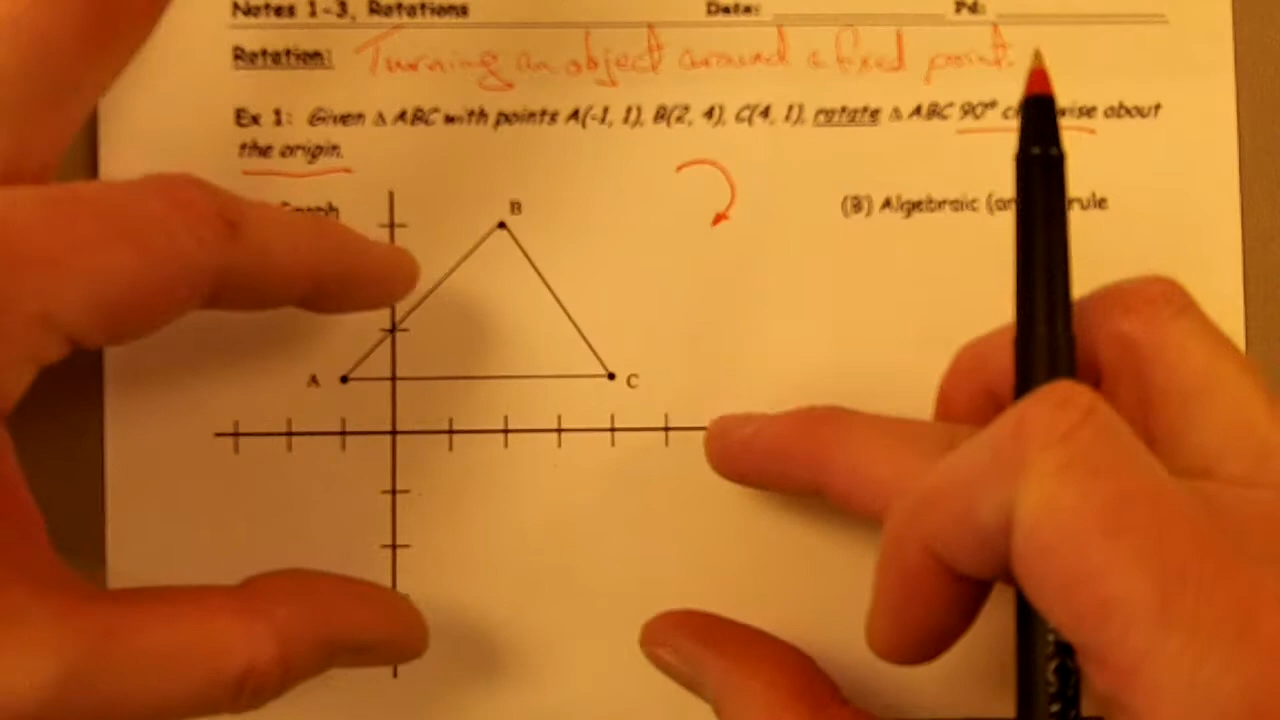 Notes 1-3, Rotations Date: Pd:
Rotation: Turning an object around a fixed point.
Ex 1: Given △ ABC with points A(-1, 1), B(2, 4), C(4, 1), rotate △ ABC 90° about
the origin.
(B) Algebraic rule
B
A
C